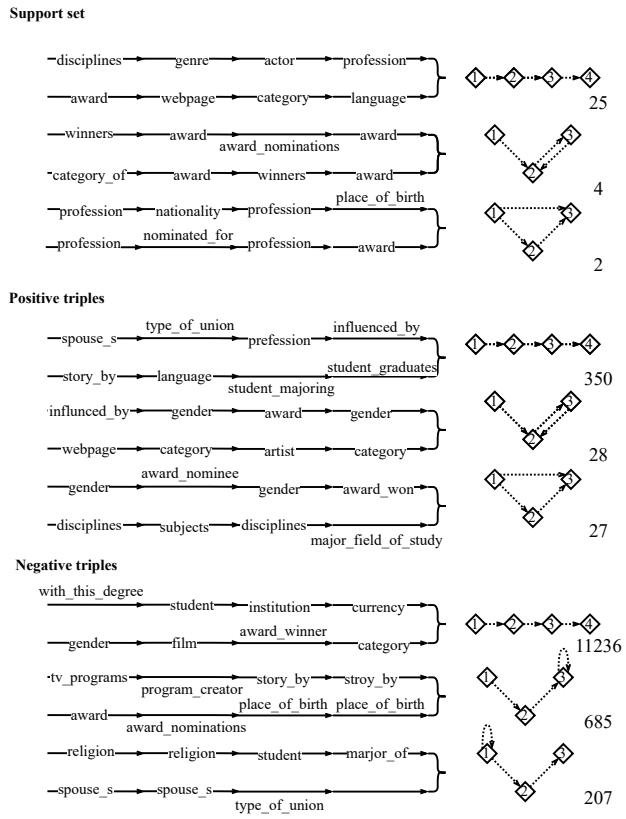 Support set
disciplines genre actor profession
1 2 3 4
award webpage category language
25
winners award award_nominations award
1 3
2
category_of award winners award
4
profession nationality profession place_of_birth
1 3
2
profession nominated_for profession award
2
Positive triples
spouse_s type_of_union prefession influenced_by
1 2 3 4
story_by language student_majoring student_graduates
350
influnced_by gender award gender
1 3
2
webpage category artist category
28
gender award_nominee gender award_won
1 3
2
disciplines subjects disciplines major_field_of_study
27
Negative triples
with_this_degree student institution currency
1 2 3 4
gender film award_winner category
11236
tv_programs program_creator story_by stroy_by
1 3
2
award award_nominations place_of_birth place_of_birth
685
religion religion student marjor_of
1 3
2
spouse_s spouse_s type_of_union
207